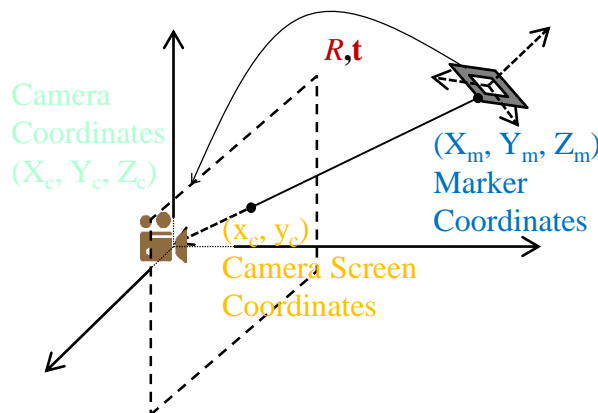 R,t
Camera
Coordinates
(Xc, Yc, Zc)
(Xm, Ym, Zm)
Marker
Coordinates
(xc, yc)
Camera Screen
Coordinates